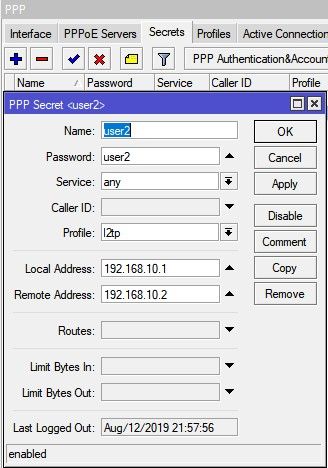 PPP
Interface PPPoE Servers Secrets Profiles Active Connection
PPP Authentication&Accoun
Name Password Service Caller ID Profile
PPP Secret <user2>
Name: user2 OK
Password: user2 Cancel
Service: any Apply
Caller ID: Disable
Profile: l2tp Comment
Local Address: 192.168.10.1 Copy
Remote Address: 192.168.10.2 Remove
Routes:
Limit Bytes In:
Limit Bytes Out:
Last Logged Out: Aug/12/2019 21:57:56
enabled